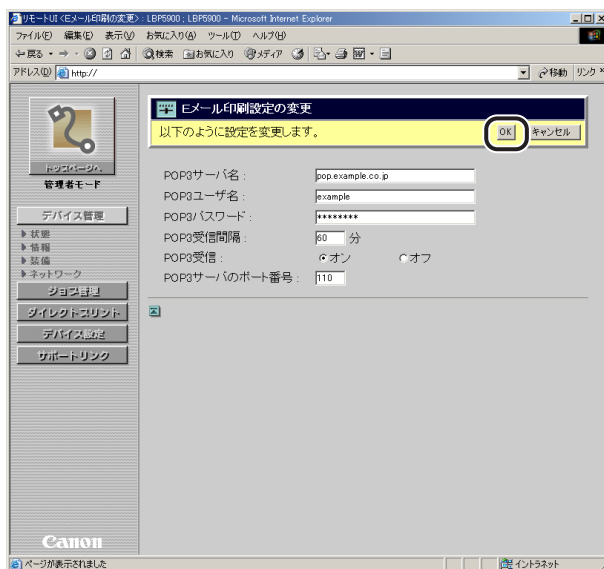 リモートUI <Eメール印刷の変更> : LBP5900 ; LBP5900 - Microsoft Internet Explorer
ファイル(F) 編集(E) 表示(V) お気に入り(A) ツール(T) ヘルプ(H)
戻る 検索 お気に入り メディア
アドレス(D) http:// 移動 リンク »
Eメール印刷設定の変更
以下のように設定を変更します。 OK キャンセル
トップページへ
管理者モード
デバイス管理
状態
情報
装備
ネットワーク
ジョブ管理
ダイレクトプリント
デバイス設定
サポートリンク
POP3サーバ名 : pop.example.co.jp
POP3ユーザ名 : example
POP3パスワード : ********
POP3受信間隔 : 60 分
POP3受信 : オン オフ
POP3サーバのポート番号 : 110
Canon
ページが表示されました イントラネット